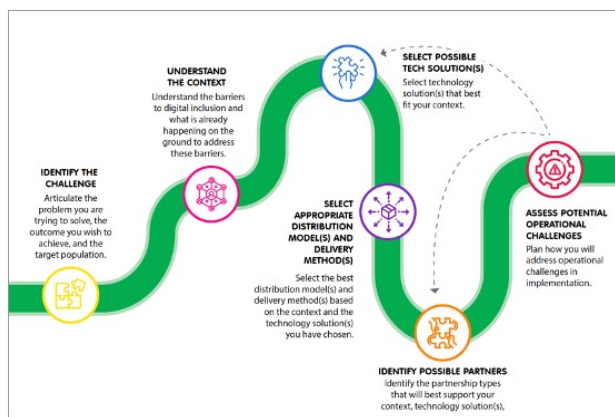 IDENTIFY THE
CHALLENGE
Articulate the
problem you are
trying to solve, the
outcome you wish to
achieve, and the
target population.
UNDERSTAND
THE CONTEXT
Understand the barriers
to digital inclusion and
what is already
happening on the
ground to address
these barriers.
SELECT POSSIBLE
TECH SOLUTION(S)
Select technology
solution(s) that best
fit your context.
SELECT
APPROPRIATE
DISTRIBUTION
MODEL(S) AND
DELIVERY
METHOD(S)
Select the best
distribution model(s) and
delivery method(s) based
on the context and the
technology solution(s)
you have chosen.
IDENTIFY POSSIBLE PARTNERS
Identify the partnership types
that will best support your
context, technology solution(s),
ASSESS POTENTIAL
OPERATIONAL
CHALLENGES
Plan how you will
address operational
challenges in
implementation.